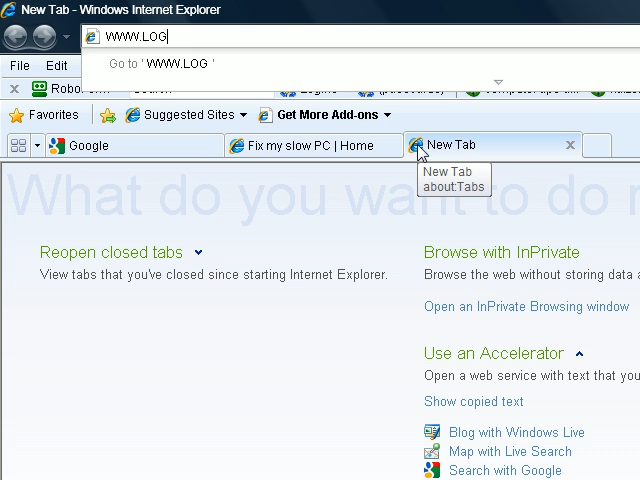 New Tab - Windows Internet Explorer
WWW.LOG
Go to ' WWW.LOG '
File Edit
Favorites Suggested Sites Get More Add-ons
Google Fix my slow PC | Home New Tab
New Tab
about:Tabs
What do you want to do
Reopen closed tabs
View tabs that you've closed since starting Internet Explorer.
Browse with InPrivate
Browse the web without storing data
Open an InPrivate Browsing window
Use an Accelerator
Open a web service with text that you
Show copied text
Blog with Windows Live
Map with Live Search
Search with Google